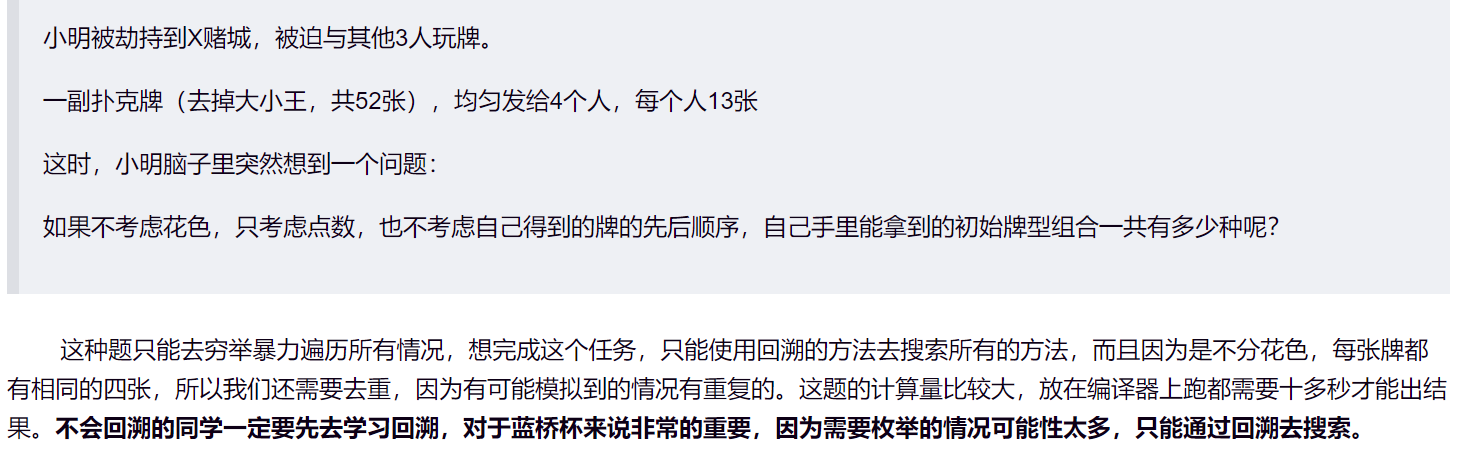 小明被劫持到X赌城，被迫与其他3人玩牌。
一副扑克牌（去掉大小王，共52张），均匀发给4个人，每个人13张
这时，小明脑子里突然想到一个问题：
如果不考虑花色，只考虑点数，也不考虑自己得到的牌的先后顺序，自己手里能拿到的初始牌型组合一共有多少种呢？
这种题只能去穷举暴力遍历所有情况，想完成这个任务，只能使用回溯的方法去搜索所有的方法，而且因为是不分花色，每张牌都
有相同的四张，所以我们还需要去重，因为有可能模拟到的情况有重复的。这题的计算量比较大，放在编译器上跑都需要十多秒才能出结
果。不会回溯的同学一定要先去学习回溯，对于蓝桥杯来说非常的重要，因为需要枚举的情况可能性太多，只能通过回溯去搜索。